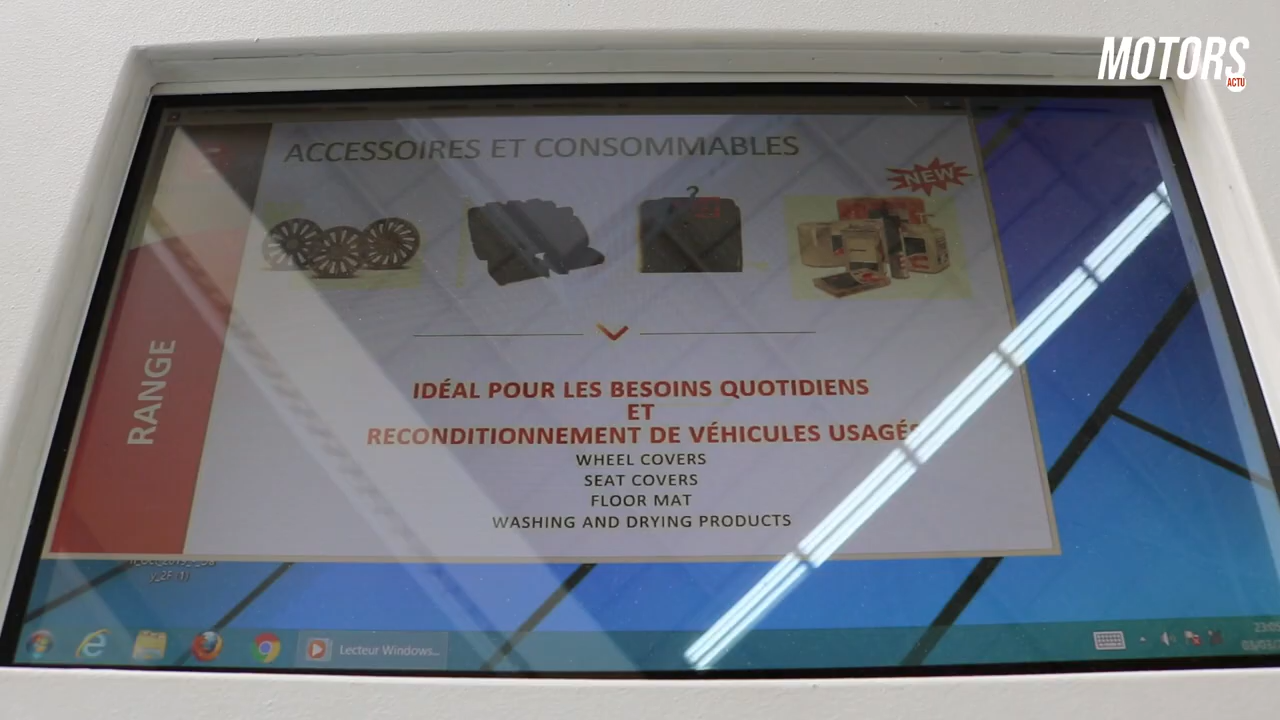 MOTORS
ACTU
ACCESSOIRES ET CONSOMMABLES
NEW
?
RANGE
IDÉAL POUR LES BESOINS QUOTIDIENS
ET
RECONDITIONNEMENT DE VÉHICULES USAGÉS
WHEEL COVERS
SEAT COVERS
FLOOR MAT
WASHING AND DRYING PRODUCTS
Lecteur Windows...